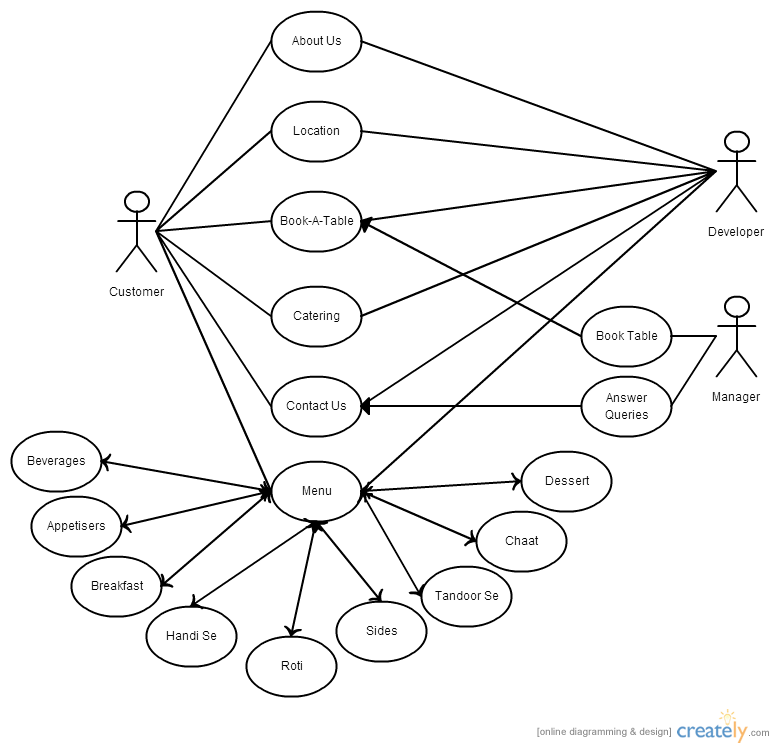 About Us
Location
Developer
Book-A-Table
Customer
Catering
Book Table
Manager
Contact Us
Answer
Queries
Beverages
Menu
Dessert
Appetisers
Chaat
Breakfast
Tandoor Se
Handi Se
Sides
Roti
[online diagramming & design] creately.com